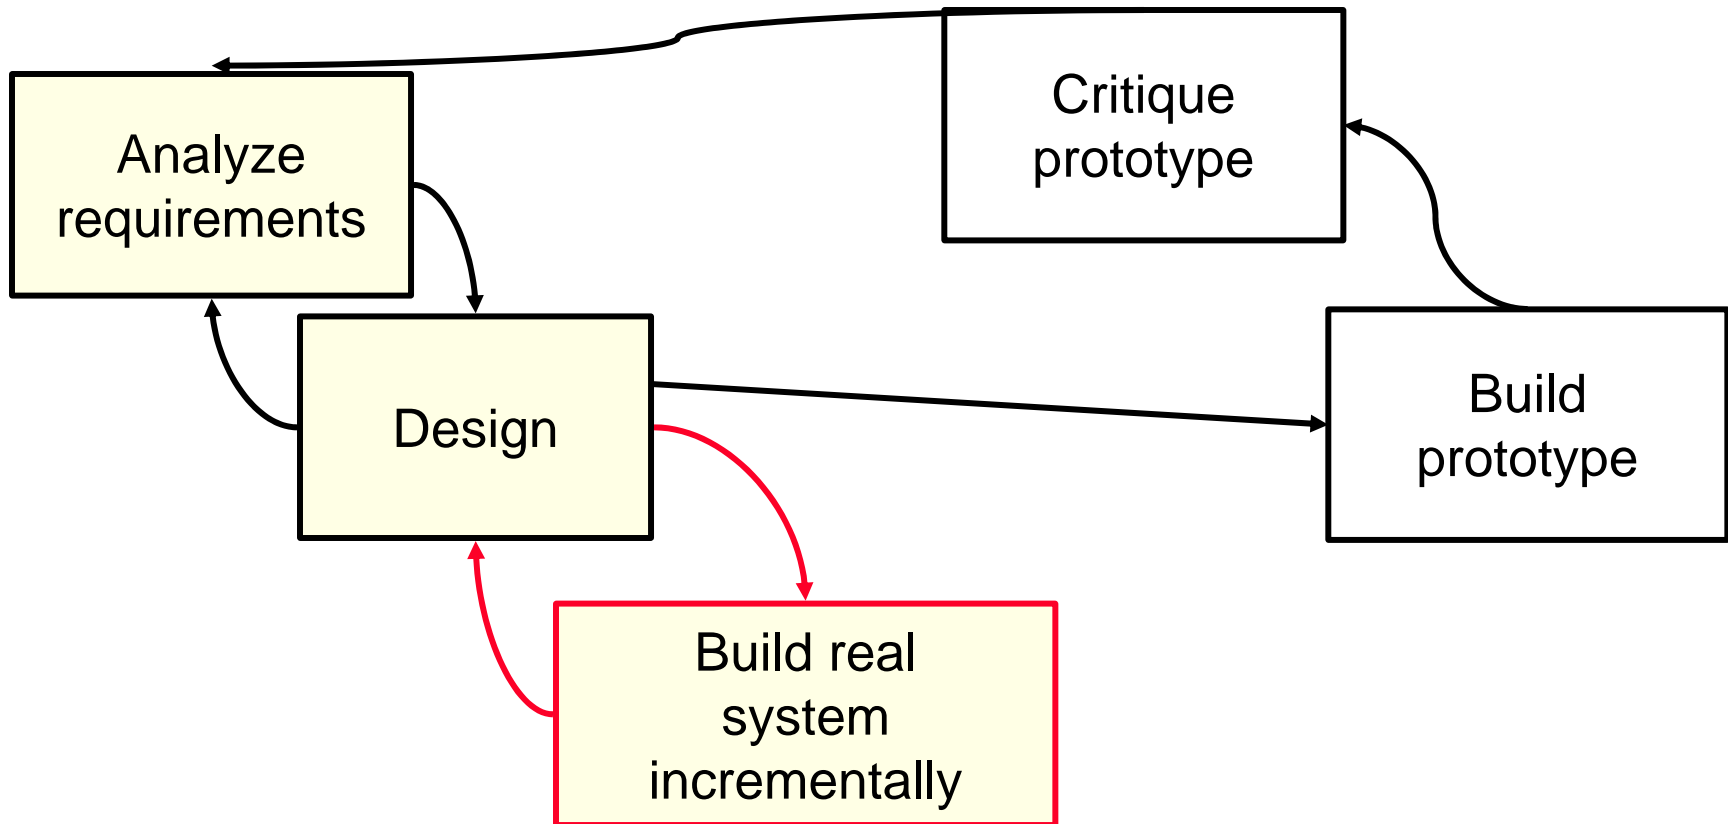 Critique
prototype
Analyze
requirements
Design
Build
prototype
Build real
system
incrementally